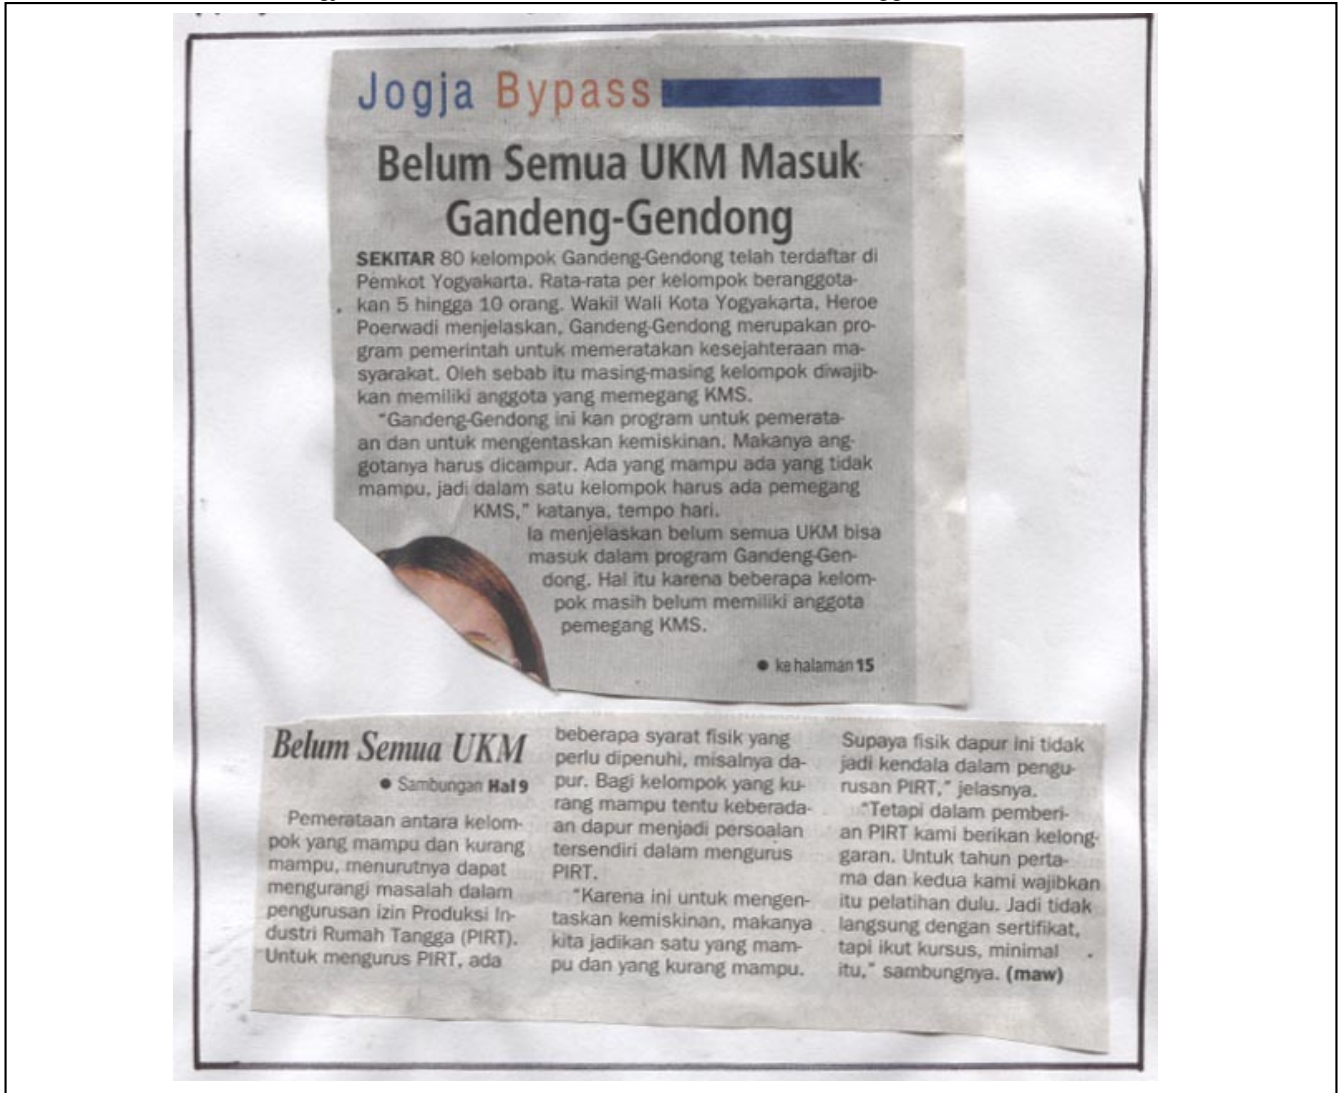 Jogja Bypass
Belum Semua UKM Masuk
Gandeng-Gendong
SEKITAR 80 kelompok Gandeng-Gendong telah terdaftar di
Pemkot Yogyakarta. Rata-rata per kelompok beranggota-
kan 5 hingga 10 orang. Wakil Wali Kota Yogyakarta, Heroe
Poerwadi menjelaskan, Gandeng-Gendong merupakan pro-
gram pemerintah untuk memeratakan kesejahteraan ma-
syarakat. Oleh sebab itu masing-masing kelompok diwajib-
kan memiliki anggota yang memegang KMS.
"Gandeng-Gendong ini kan program untuk pemerata-
an dan untuk mengentaskan kemiskinan. Makanya ang-
gotanya harus dicampur. Ada yang mampu ada yang tidak
mampu, jadi dalam satu kelompok harus ada pemegang
KMS," katanya, tempo hari.
Ia menjelaskan belum semua UKM bisa
masuk dalam program Gandeng-Gen-
dong. Hal itu karena beberapa kelom-
pok masih belum memiliki anggota
pemegang KMS.
● ke halaman 15
Belum Semua UKM
● Sambungan Hal 9
Pemerataan antara kelom-
pok yang mampu dan kurang
mampu, menurutnya dapat
mengurangi masalah dalam
pengurusan izin Produksi In-
dustri Rumah Tangga (PIRT).
Untuk mengurus PIRT, ada
beberapa syarat fisik yang
perlu dipenuhi, misalnya da-
pur. Bagi kelompok yang ku-
rang mampu tentu keberada-
an dapur menjadi persoalan
tersendiri dalam mengurus
PIRT.
"Karena ini untuk mengen-
taskan kemiskinan, makanya
kita jadikan satu yang mam-
pu dan yang kurang mampu.
Supaya fisik dapur ini tidak
jadi kendala dalam pengu-
rusan PIRT," jelasnya.
"Tetapi dalam pemberi-
an PIRT kami berikan kelong-
garan. Untuk tahun perta-
ma dan kedua kami wajibkan
itu pelatihan dulu. Jadi tidak
langsung dengan sertifikat,
tapi ikut kursus, minimal
itu," sambungnya. (maw)